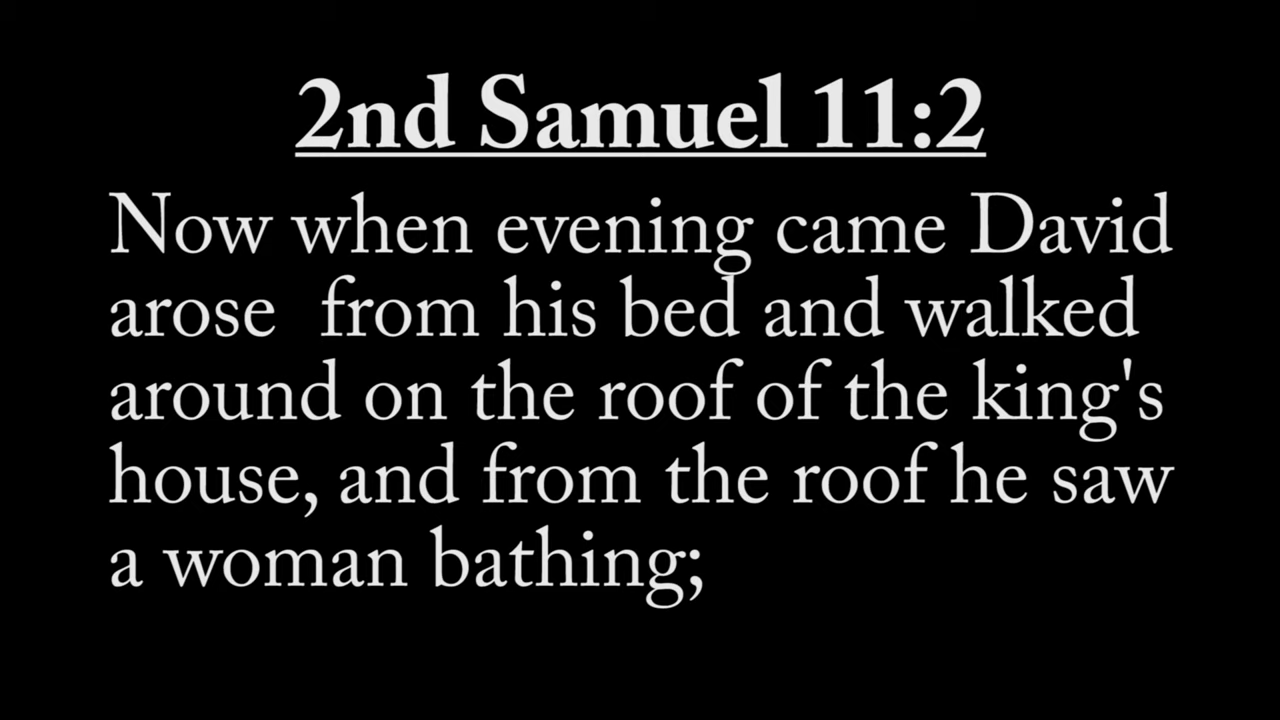 2nd Samuel 11:2
Now when evening came David
arose  from his bed and walked
around on the roof of the king's
house, and from the roof he saw
a woman bathing;